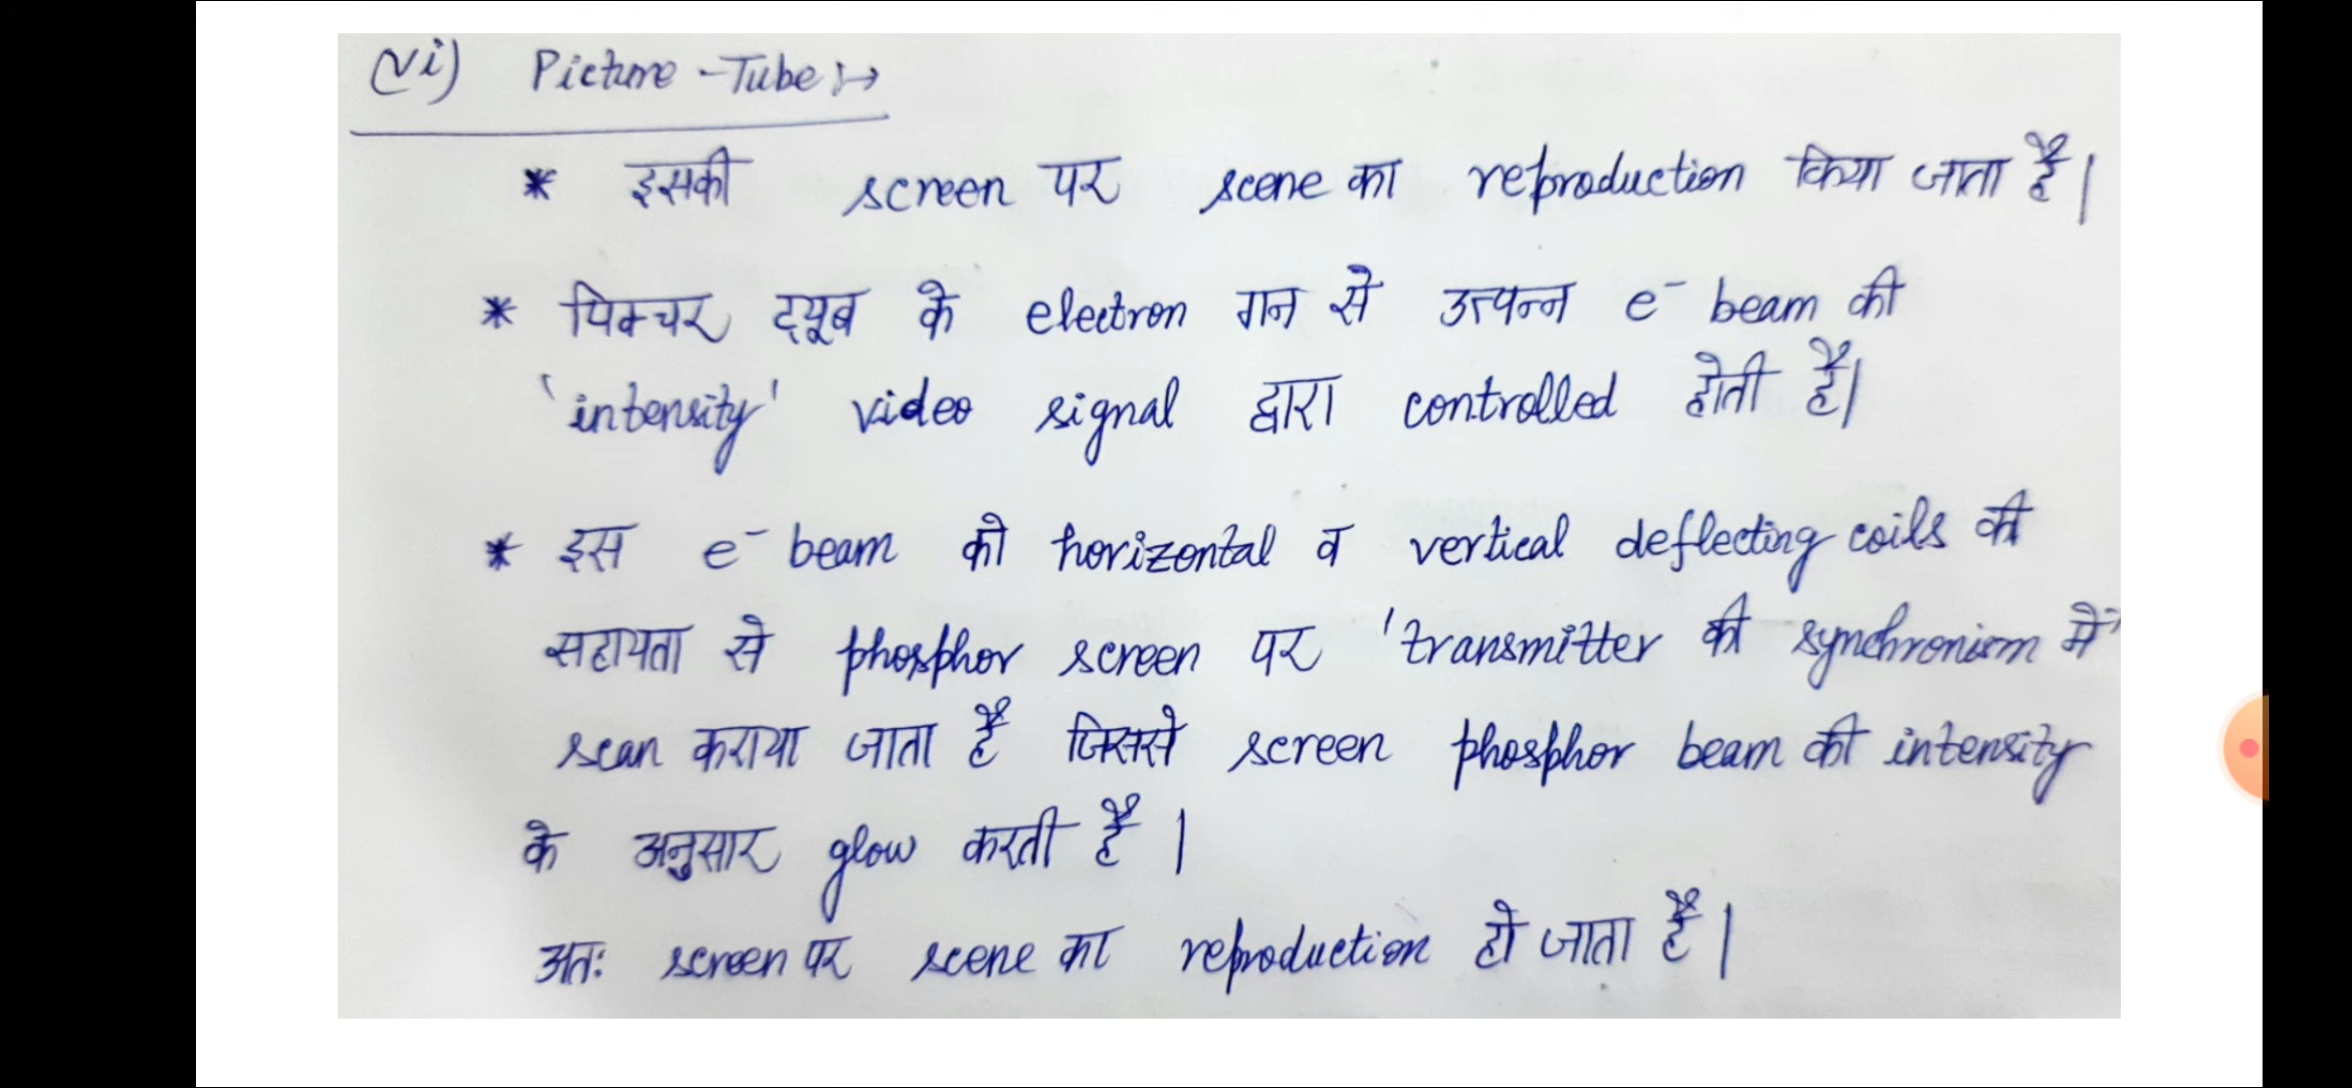 (vi) Picture-Tube :→
* इसकी screen पर scene का reproduction किया जाता है|
* पिक्चर ट्यूब के electron गन से उत्पन्न e⁻ beam की
'intensity' video signal द्वारा controlled होती है|
* इस e⁻ beam को horizontal व vertical deflecting coils की
सहायता से phosphor screen पर 'transmitter की synchronism में'
scan कराया जाता है जिससे screen phosphor beam की intensity
के अनुसार glow करती है |
अतः screen पर scene का reproduction हो जाता है |